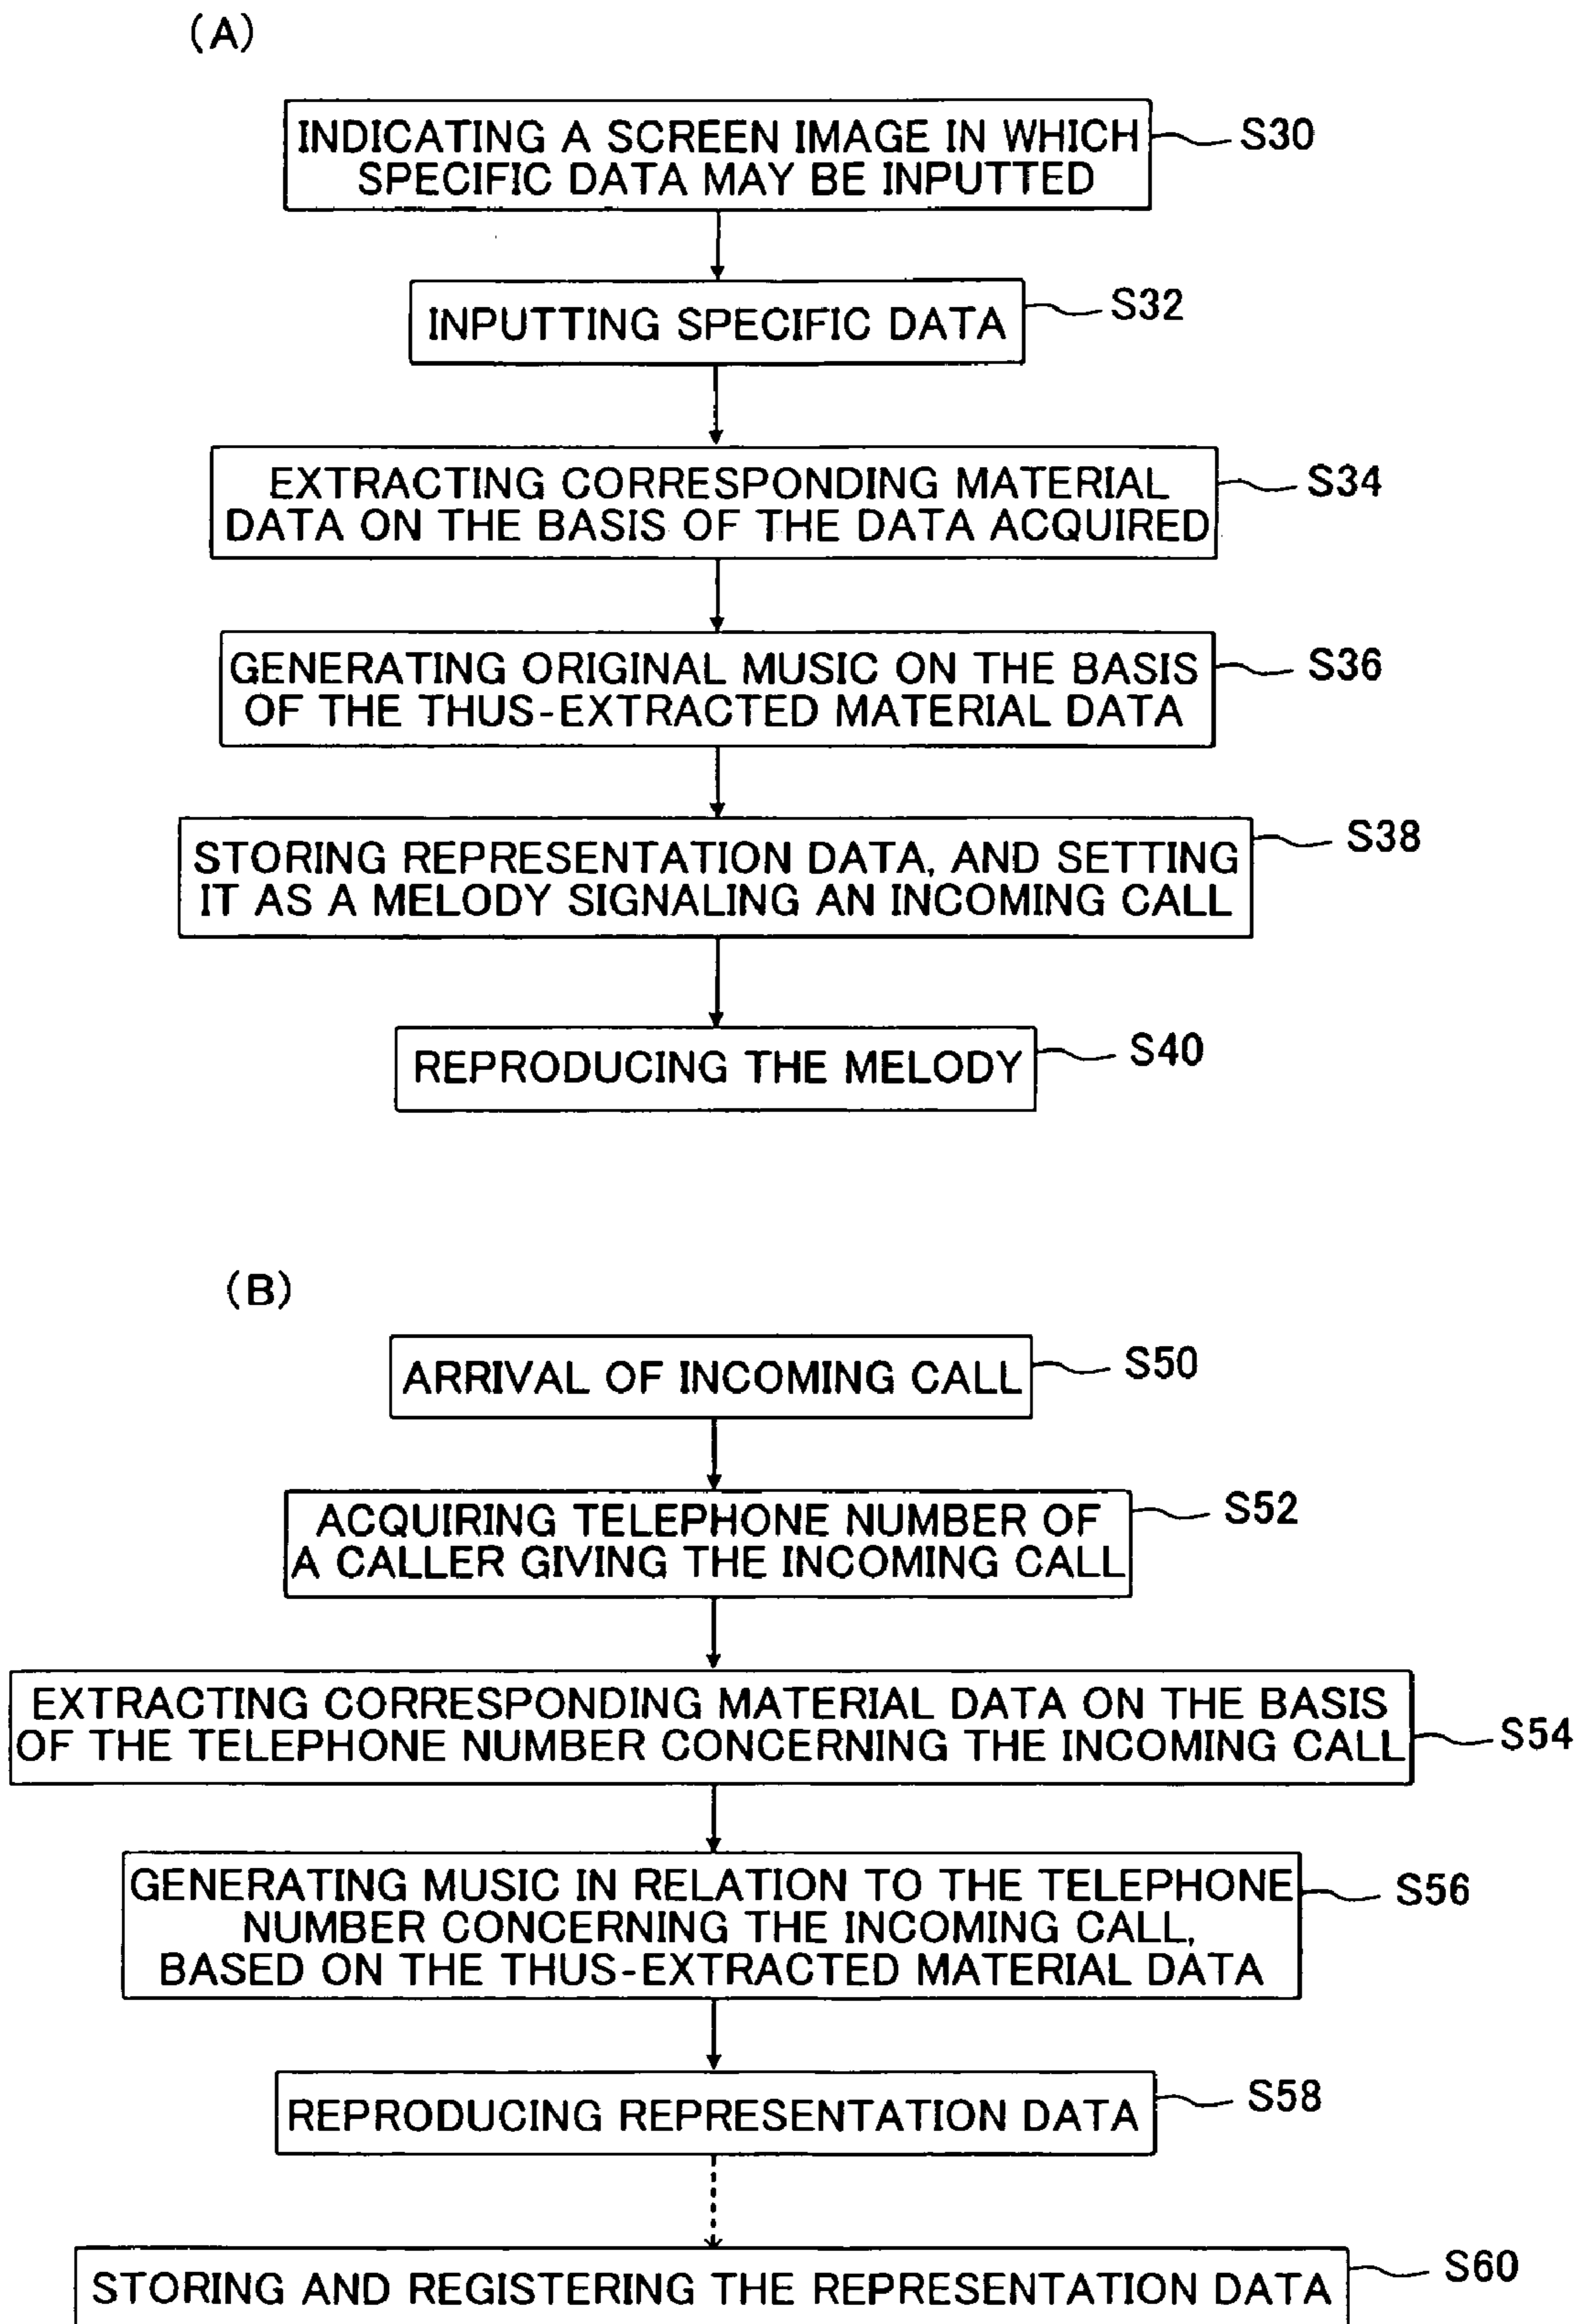 (A)
INDICATING A SCREEN IMAGE IN WHICH
SPECIFIC DATA MAY BE INPUTTED
S30
INPUTTING SPECIFIC DATA
S32
EXTRACTING CORRESPONDING MATERIAL
DATA ON THE BASIS OF THE DATA ACQUIRED
S34
GENERATING ORIGINAL MUSIC ON THE BASIS
OF THE THUS-EXTRACTED MATERIAL DATA
S36
STORING REPRESENTATION DATA, AND SETTING
IT AS A MELODY SIGNALING AN INCOMING CALL
S38
REPRODUCING THE MELODY
S40
(B)
ARRIVAL OF INCOMING CALL
S50
ACQUIRING TELEPHONE NUMBER OF
A CALLER GIVING THE INCOMING CALL
S52
EXTRACTING CORRESPONDING MATERIAL DATA ON THE BASIS
OF THE TELEPHONE NUMBER CONCERNING THE INCOMING CALL
S54
GENERATING MUSIC IN RELATION TO THE TELEPHONE
NUMBER CONCERNING THE INCOMING CALL,
BASED ON THE THUS-EXTRACTED MATERIAL DATA
S56
REPRODUCING REPRESENTATION DATA
S58
STORING AND REGISTERING THE REPRESENTATION DATA
S60